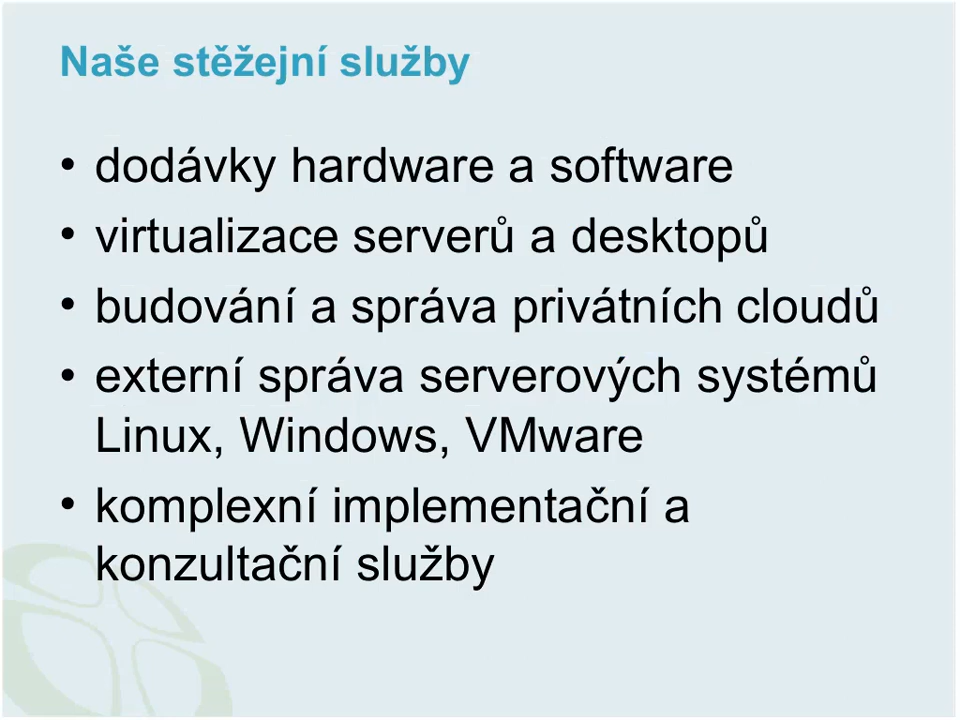 Naše stěžejní služby
• dodávky hardware a software
• virtualizace serverů a desktopů
• budování a správa privátních cloudů
• externí správa serverových systémů
Linux, Windows, VMware
• komplexní implementační a
konzultační služby